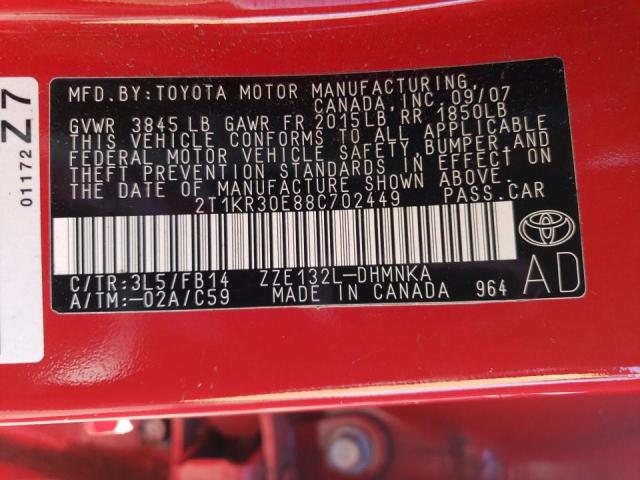 MFD.BY:TOYOTA MOTOR MANUFACTURING
CANADA,INC.09/07
GVWR 3845 LB GAWR FR 2015LB RR 1850LB
THIS VEHICLE CONFORMS TO ALL APPLICABLE
FEDERAL MOTOR VEHICLE SAFETY, BUMPER,AND
THEFT PREVENTION STANDARDS IN EFFECT ON
THE DATE OF MANUFACTURE SHOWN ABOVE.
2T1KR30E88C702449 PASS.CAR
C/TR:3L5/FB14 ZZE132L-DHMNKA
A/TM:-02A/C59 MADE IN CANADA 964
AD
01172
Z7